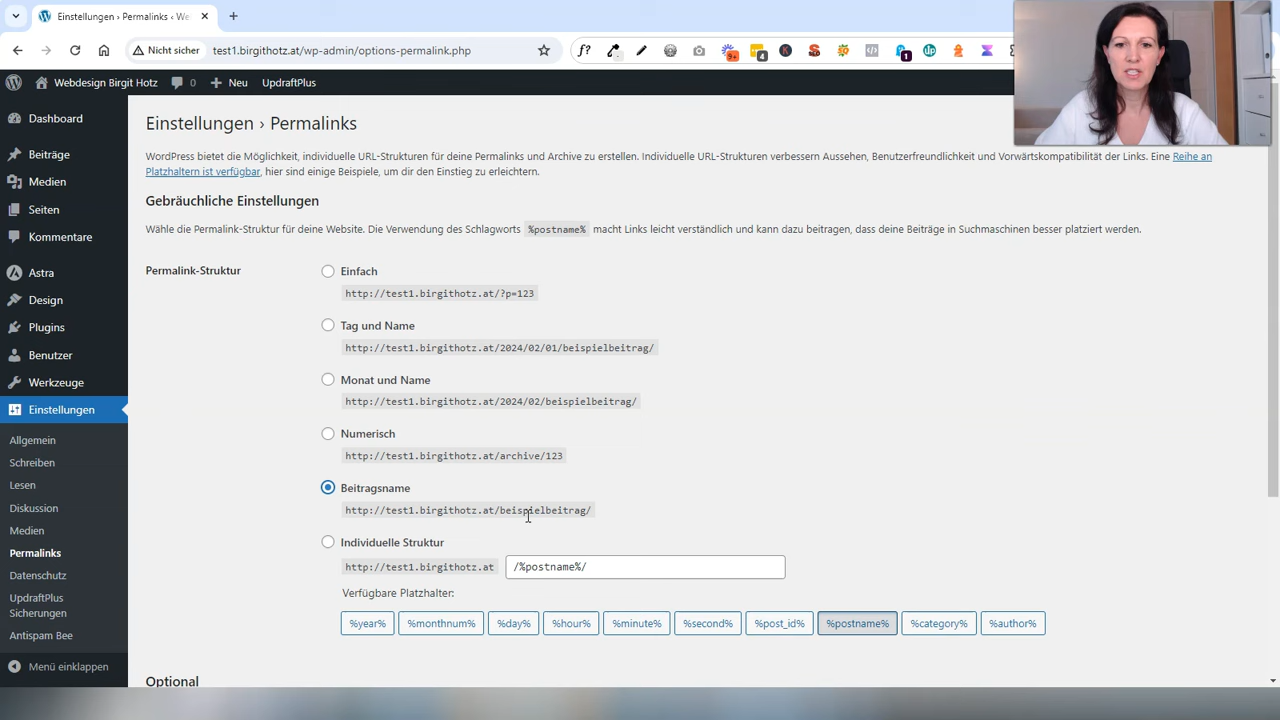 Einstellungen › Permalinks ‹ We
Nicht sicher
test1.birgithotz.at/wp-admin/options-permalink.php
f?
9+
4
1
Webdesign Birgit Hotz
0
Neu
UpdraftPlus
Dashboard
Beiträge
Medien
Seiten
Kommentare
Astra
Design
Plugins
Benutzer
Werkzeuge
Einstellungen
Allgemein
Schreiben
Lesen
Diskussion
Medien
Permalinks
Datenschutz
UpdraftPlus
Sicherungen
Antispam Bee
Menü einklappen
Einstellungen › Permalinks
WordPress bietet die Möglichkeit, individuelle URL-Strukturen für deine Permalinks und Archive zu erstellen. Individuelle URL-Strukturen verbessern Aussehen, Benutzerfreundlichkeit und Vorwärtskompatibilität der Links. Eine Reihe an
Platzhaltern ist verfügbar, hier sind einige Beispiele, um dir den Einstieg zu erleichtern.
Gebräuchliche Einstellungen
Wähle die Permalink-Struktur für deine Website. Die Verwendung des Schlagworts %postname% macht Links leicht verständlich und kann dazu beitragen, dass deine Beiträge in Suchmaschinen besser platziert werden.
Permalink-Struktur
Einfach
http://test1.birgithotz.at/?p=123
Tag und Name
http://test1.birgithotz.at/2024/02/01/beispielbeitrag/
Monat und Name
http://test1.birgithotz.at/2024/02/beispielbeitrag/
Numerisch
http://test1.birgithotz.at/archive/123
Beitragsname
http://test1.birgithotz.at/beispielbeitrag/
Individuelle Struktur
http://test1.birgithotz.at /%postname%/
Verfügbare Platzhalter:
%year% %monthnum% %day% %hour% %minute% %second% %post_id% %postname% %category% %author%
Optional